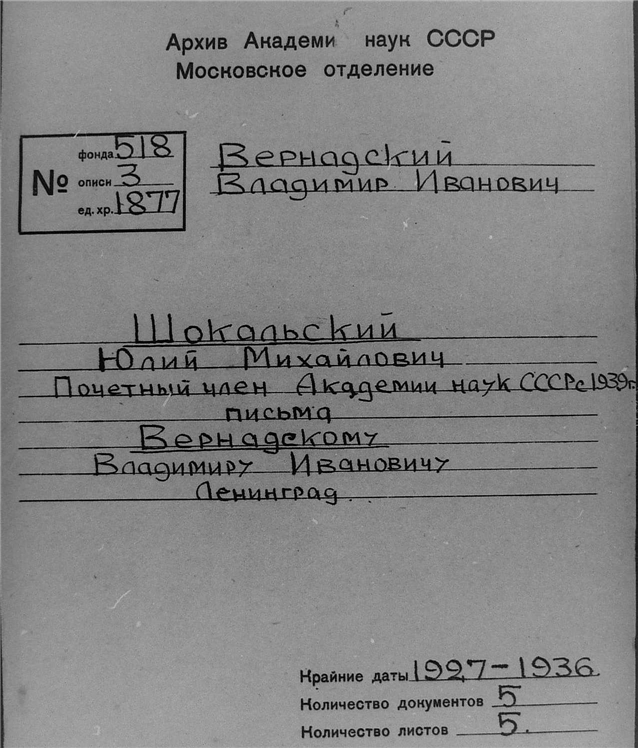 Архив Академи наук СССР
Московское отделение
№
фонда 518
описи 3
ед. хр. 1877
Вернадский
Владимир Иванович
Шокальский
Юлий Михайлович
Почетный член Академии наук СССР с 1939 г.
письма
Вернадскому
Владимиру Ивановичу
Ленинград.
Крайние даты 1927-1936.
Количество документов 5
Количество листов 5.